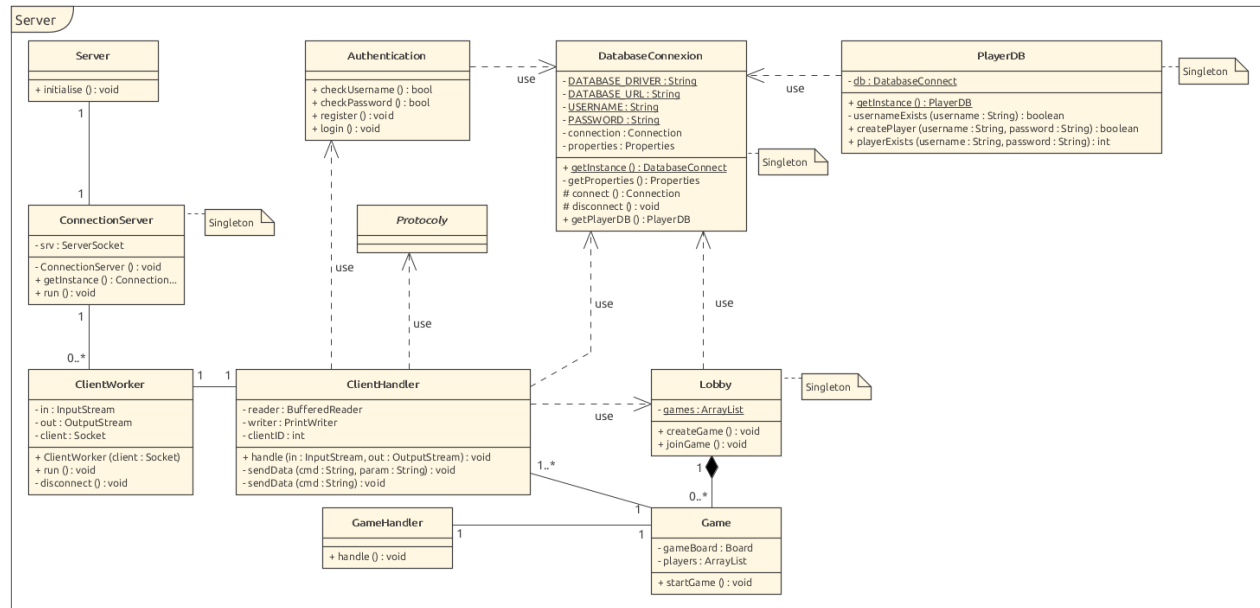 Server
Server
+ initialise () : void
1
1
ConnectionServer
- srv : ServerSocket
- ConnectionServer () : void
+ getInstance () : Connection...
+ run () : void
Singleton
1
0..*
ClientWorker
- in : InputStream
- out : OutputStream
- client : Socket
+ ClientWorker (client : Socket)
+ run () : void
- disconnect () : void
1
1
Authentication
+ checkUsername () : bool
+ checkPassword () : bool
+ register () : void
+ login () : void
use
use
Protocoly
use
ClientHandler
- reader : BufferedReader
- writer : PrintWriter
- clientID : int
+ handle (in : InputStream, out : OutputStream) : void
- sendData (cmd : String, param : String) : void
- sendData (cmd : String) : void
DatabaseConnexion
- DATABASE_DRIVER : String
- DATABASE_URL : String
- USERNAME : String
- PASSWORD : String
- connection : Connection
- properties : Properties
+ getInstance () : DatabaseConnect
- getProperties () : Properties
# connect () : Connection
# disconnect () : void
+ getPlayerDB () : PlayerDB
Singleton
use
PlayerDB
- db : DatabaseConnect
+ getInstance () : PlayerDB
- usernameExists (username : String) : boolean
+ createPlayer (username : String, password : String) : boolean
+ playerExists (username : String, password : String) : int
Singleton
use
use
use
Lobby
- games : ArrayList
+ createGame () : void
+ joinGame () : void
Singleton
1
0..*
1..*
1
GameHandler
+ handle () : void
1
1
Game
- gameBoard : Board
- players : ArrayList
+ startGame () : void